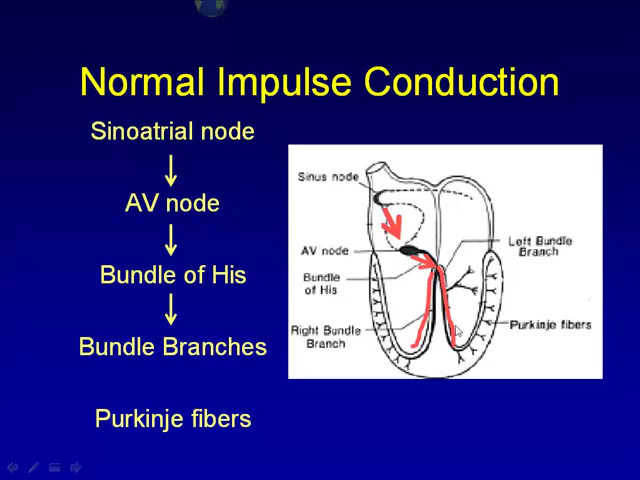 Normal Impulse Conduction
Sinoatrial node
AV node
Bundle of His
Bundle Branches
Purkinje fibers
Sinus node
AV node
Bundle
of His
Right Bundle
Branch
Left Bundle
Branch
Purkinje fibers